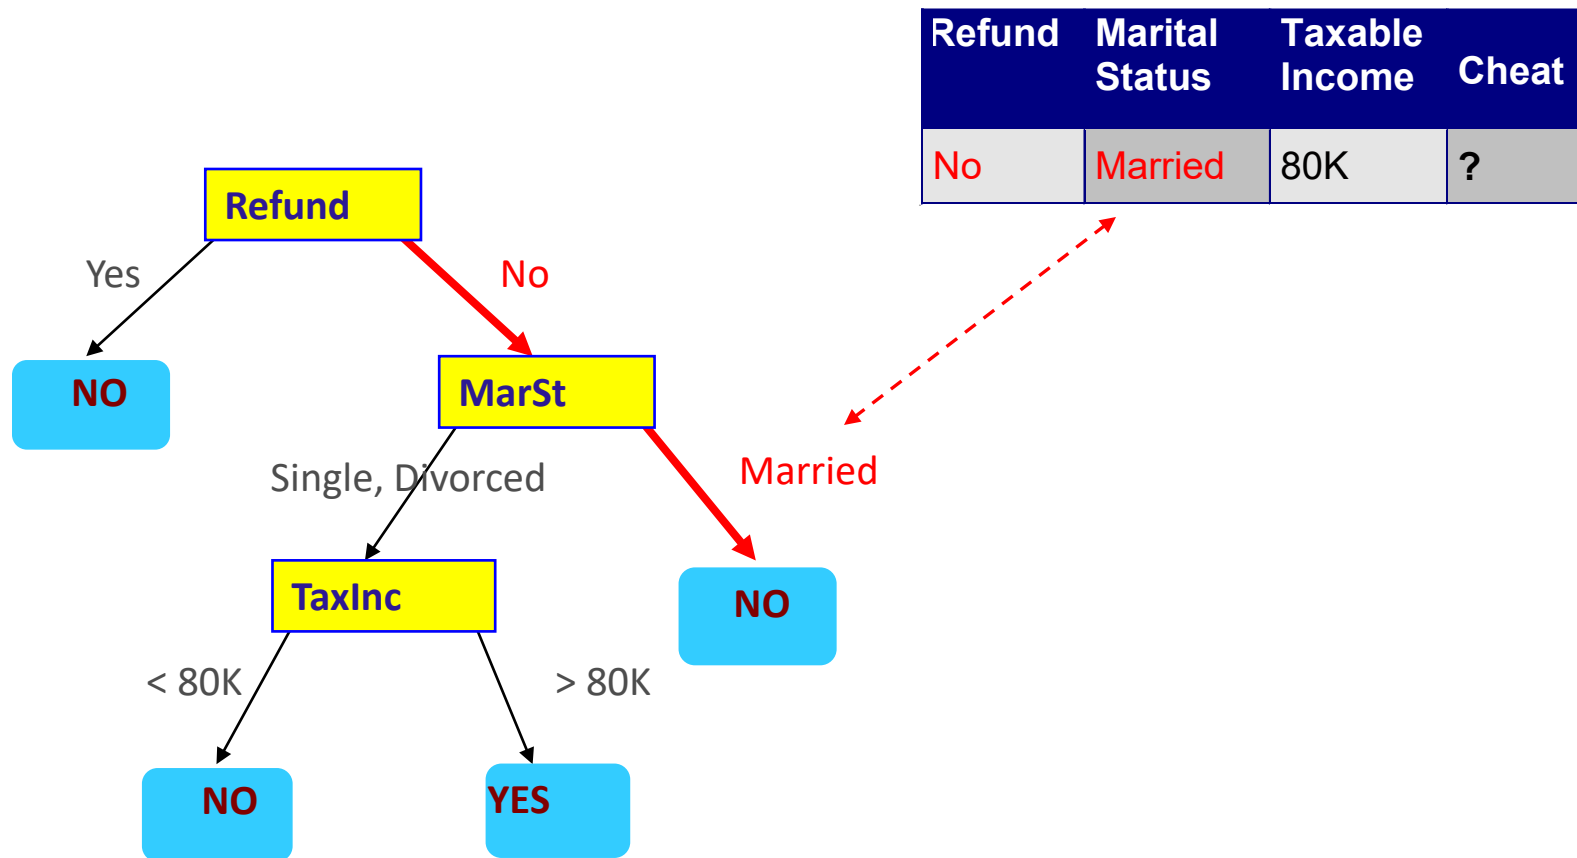 Refund Marital Status Taxable Income Cheat
No Married 80K ?
Refund
Yes No
NO MarSt
Single, Divorced Married
TaxInc NO
< 80K > 80K
NO YES